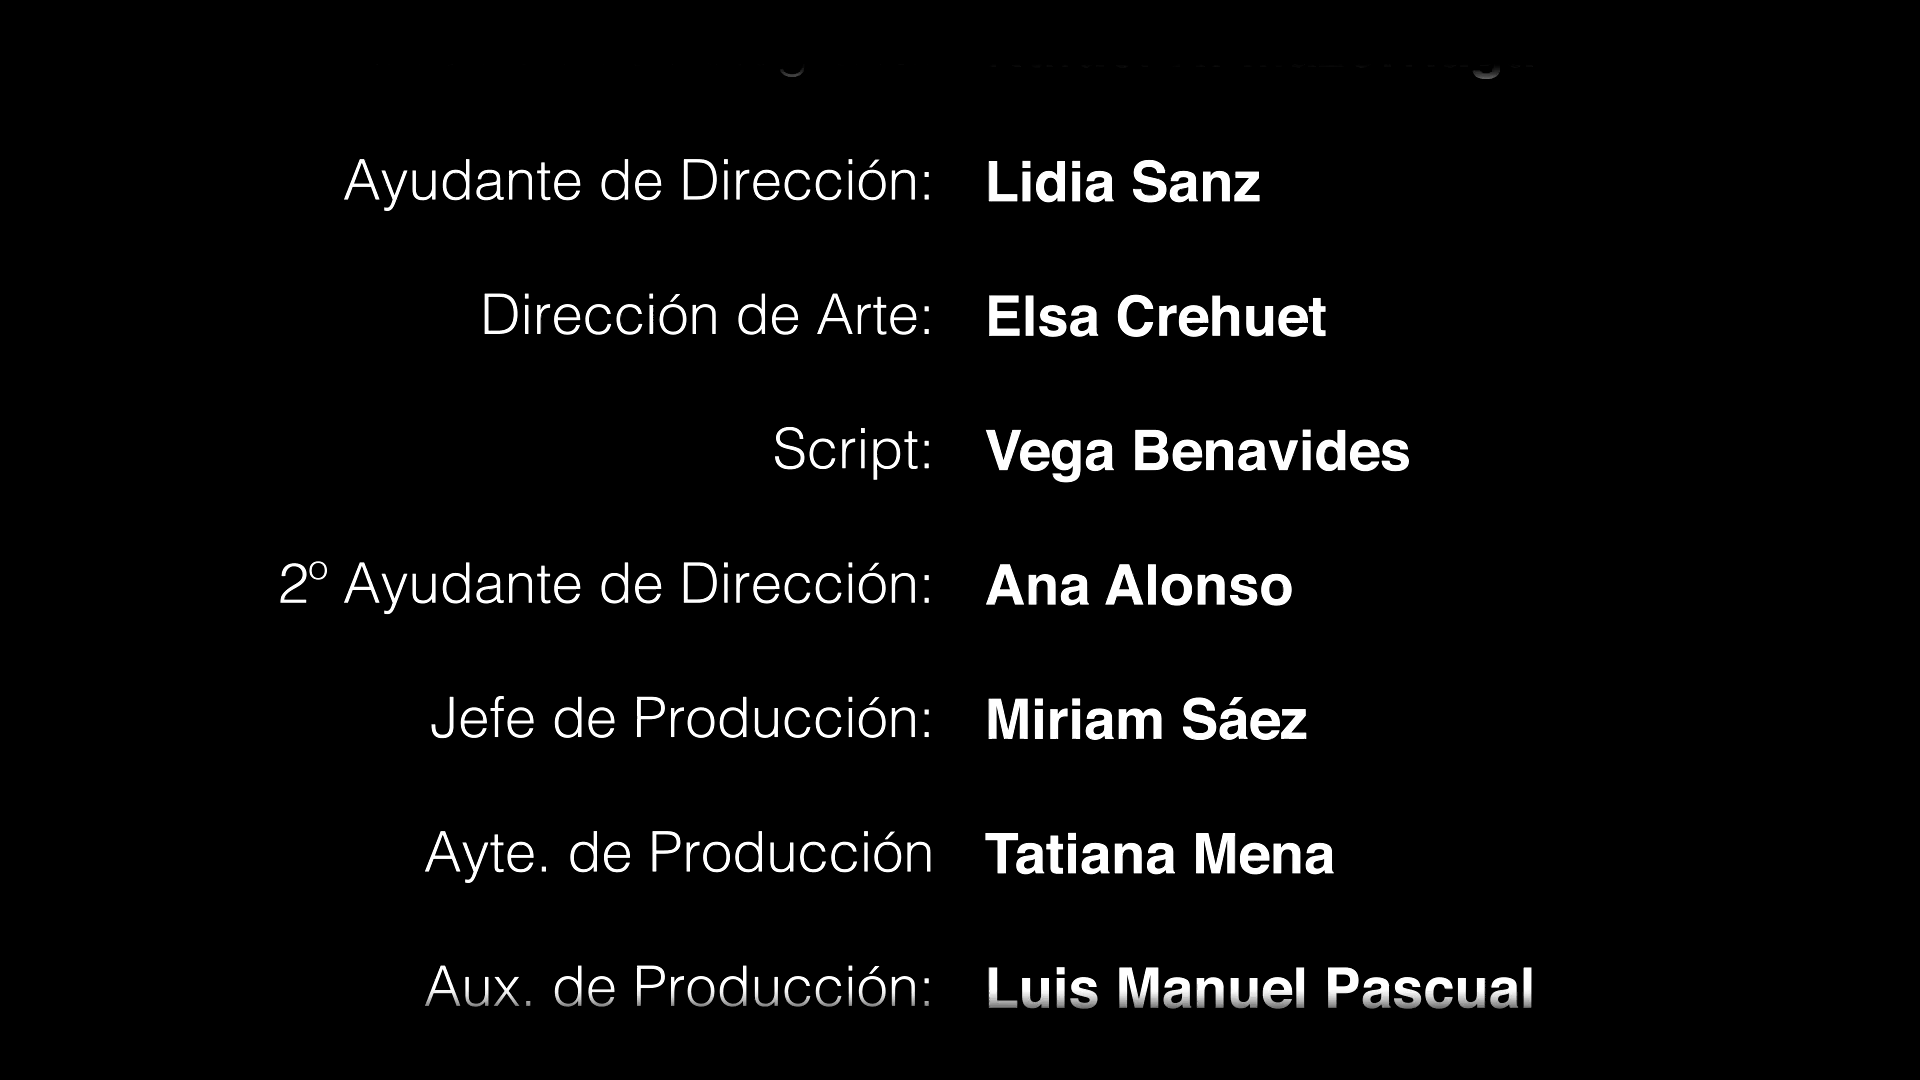 Ayudante de Dirección: Lidia Sanz
Dirección de Arte: Elsa Crehuet
Script: Vega Benavides
2º Ayudante de Dirección: Ana Alonso
Jefe de Producción: Miriam Sáez
Ayte. de Producción Tatiana Mena
Aux. de Producción: Luis Manuel Pascual